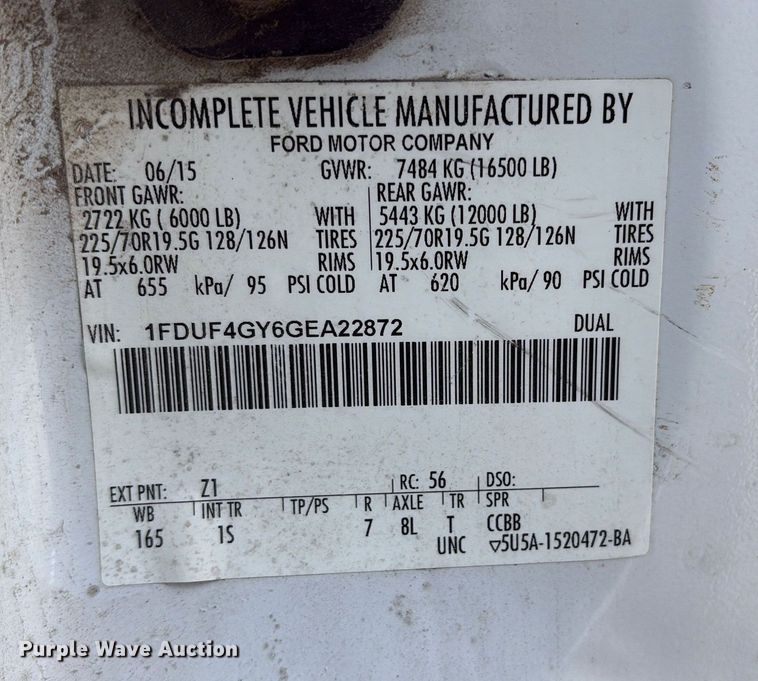 INCOMPLETE VEHICLE MANUFACTURED BY
FORD MOTOR COMPANY
DATE: 06/15 GVWR: 7484 KG (16500 LB)
FRONT GAWR: REAR GAWR:
2722 KG ( 6000 LB) WITH 5443 KG (12000 LB) WITH
225/70R19.5G 128/126N TIRES 225/70R19.5G 128/126N TIRES
19.5x6.0RW RIMS 19.5x6.0RW RIMS
AT 655 kPa/ 95 PSI COLD AT 620 kPa/ 90 PSI COLD
VIN: 1FDUF4GY6GEA22872 DUAL
EXT PNT: Z1 RC: 56 DSO:
WB INT TR TP/PS R AXLE TR SPR
165 1S 7 8L T CCBB
UNC ▽5U5A-1520472-BA
Purple Wave Auction